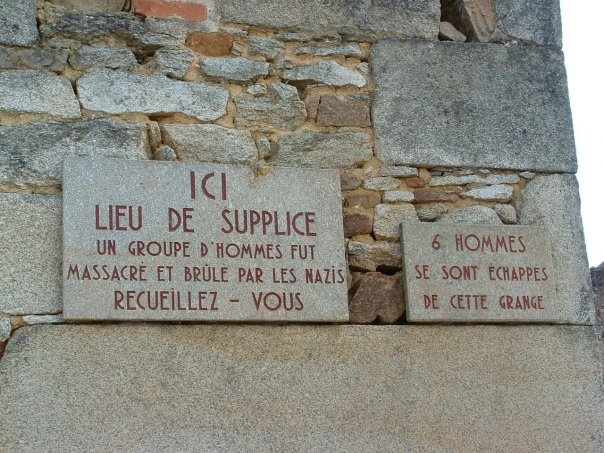 ICI
LIEU DE SUPPLICE
UN GROUPE D'HOMMES FUT
MASSACRÉ ET BRÛLÉ PAR LES NAZIS
RECUEILLEZ - VOUS
6 HOMMES
SE SONT ÉCHAPPÉS
DE CETTE GRANGE